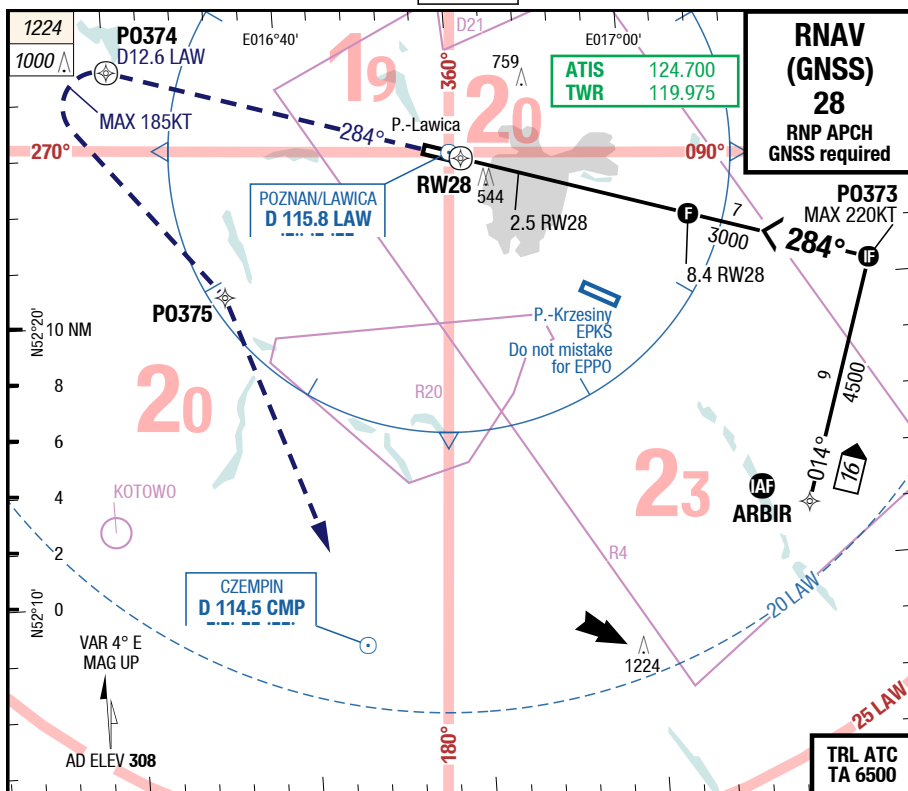 1224
1000
PO374
D12.6 LAW
E016°40'
D21
E017°00'
RNAV
(GNSS)
28
RNP APCH
GNSS required
19
360°
759
20
ATIS 124.700
TWR 119.975
MAX 185KT
284°
P.-Lawica
270°
090°
RW28
544
POZNAN/LAWICA
D 115.8 LAW
2.5 RW28
F
7
3000
284°
PO373
MAX 220KT
IF
8.4 RW28
PO375
P.-Krzesiny
EPKS
Do not mistake
for EPPO
N52°20'
10 NM
8
6
4
2
0
20
R20
9
4500
23
014°
16
IAF
ARBIR
KOTOWO
R4
CZEMPIN
D 114.5 CMP
N52°10'
20 LAW
VAR 4° E
MAG UP
1224
AD ELEV 308
180°
25 LAW
TRL ATC
TA 6500